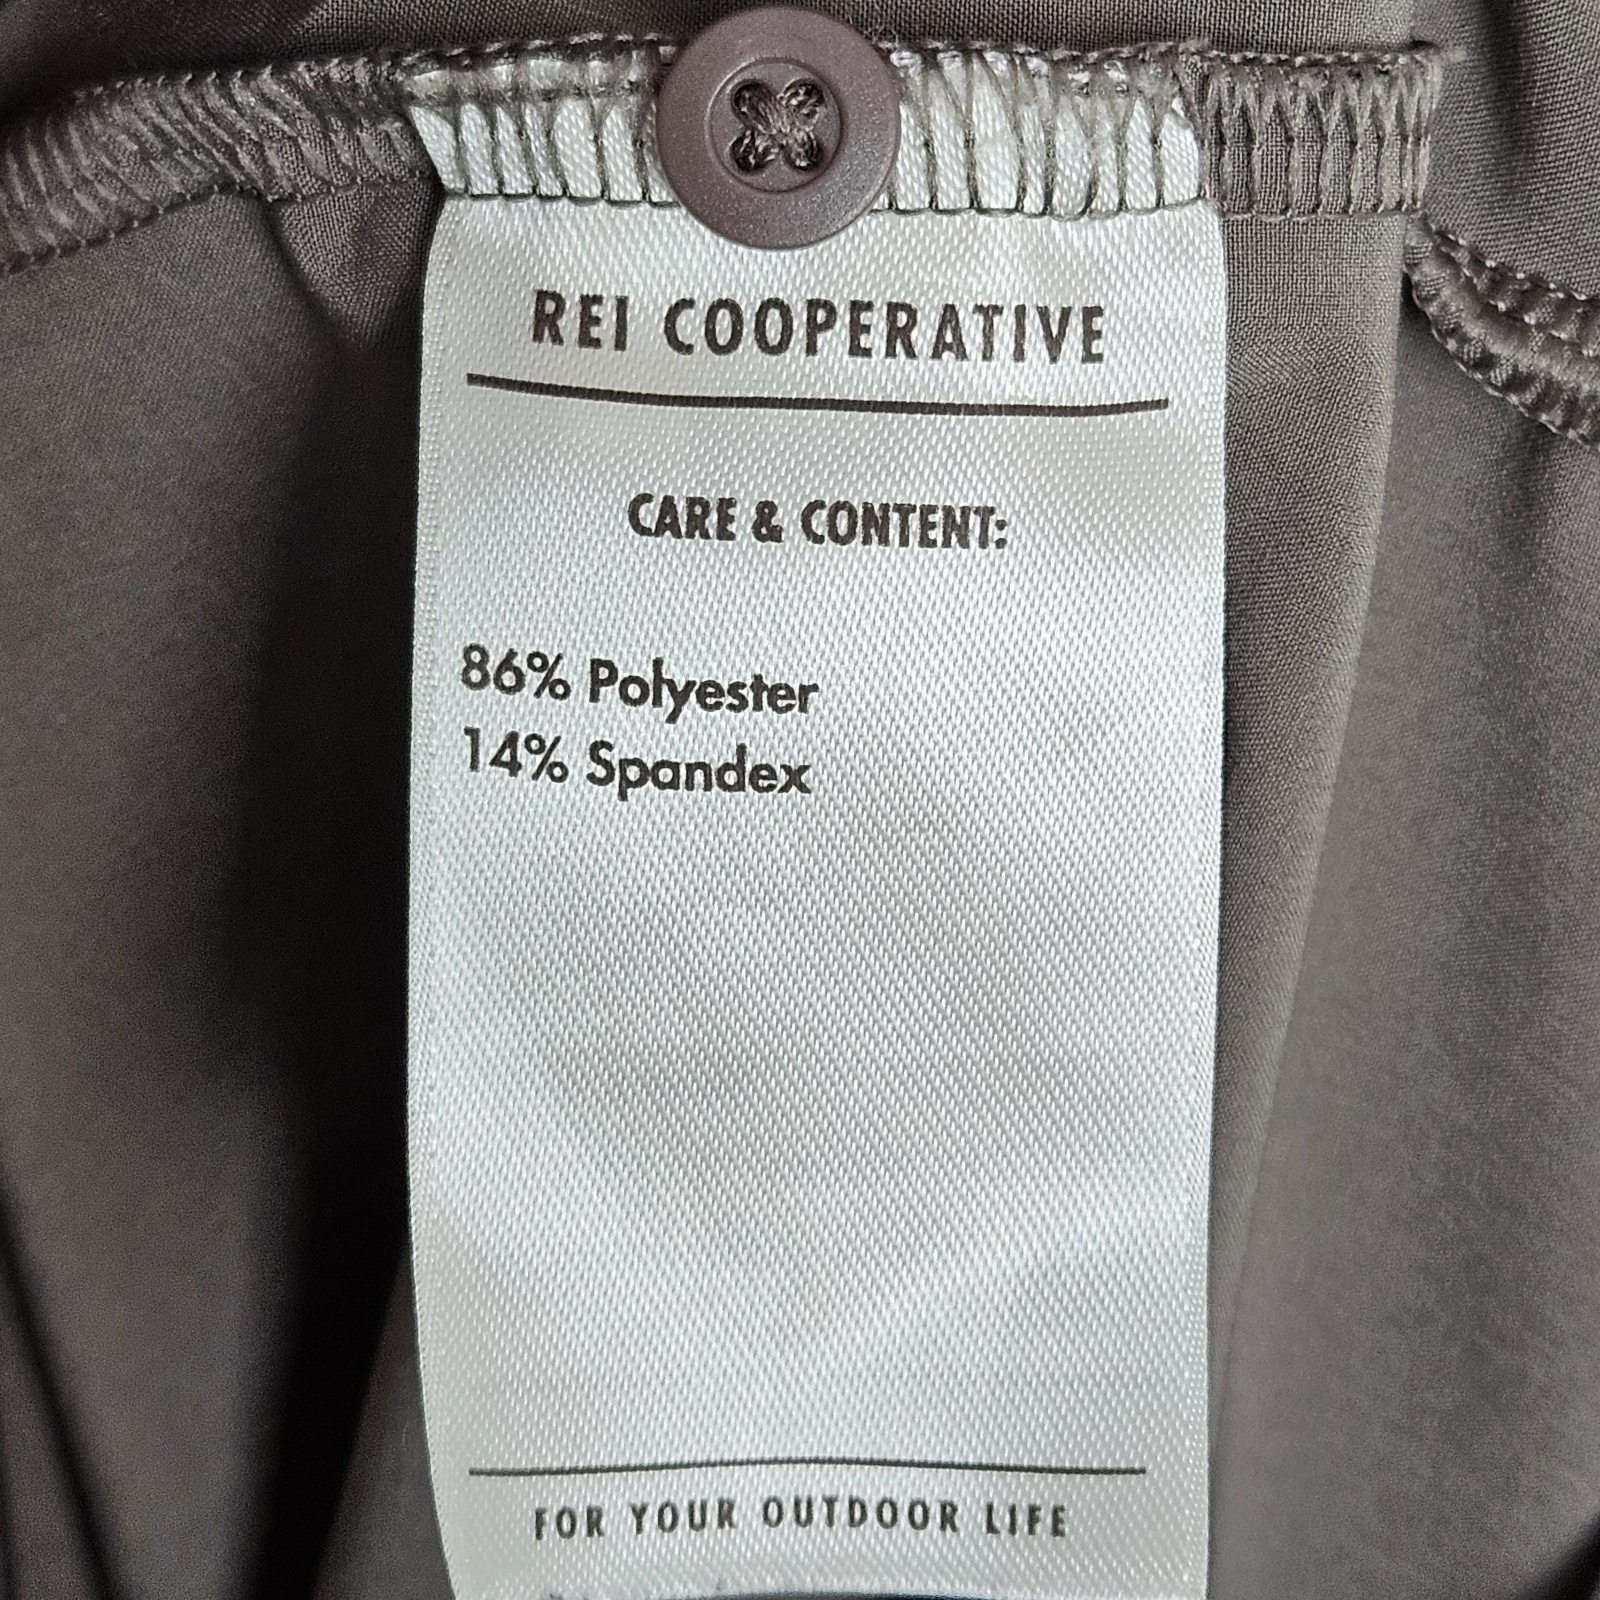 REI COOPERATIVE
CARE & CONTENT:
86% Polyester
14% Spandex
FOR YOUR OUTDOOR LIFE